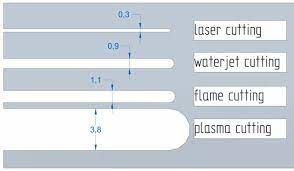 0,3
laser cutting
0,9
waterjet cutting
1,1
flame cutting
3,8
plasma cutting